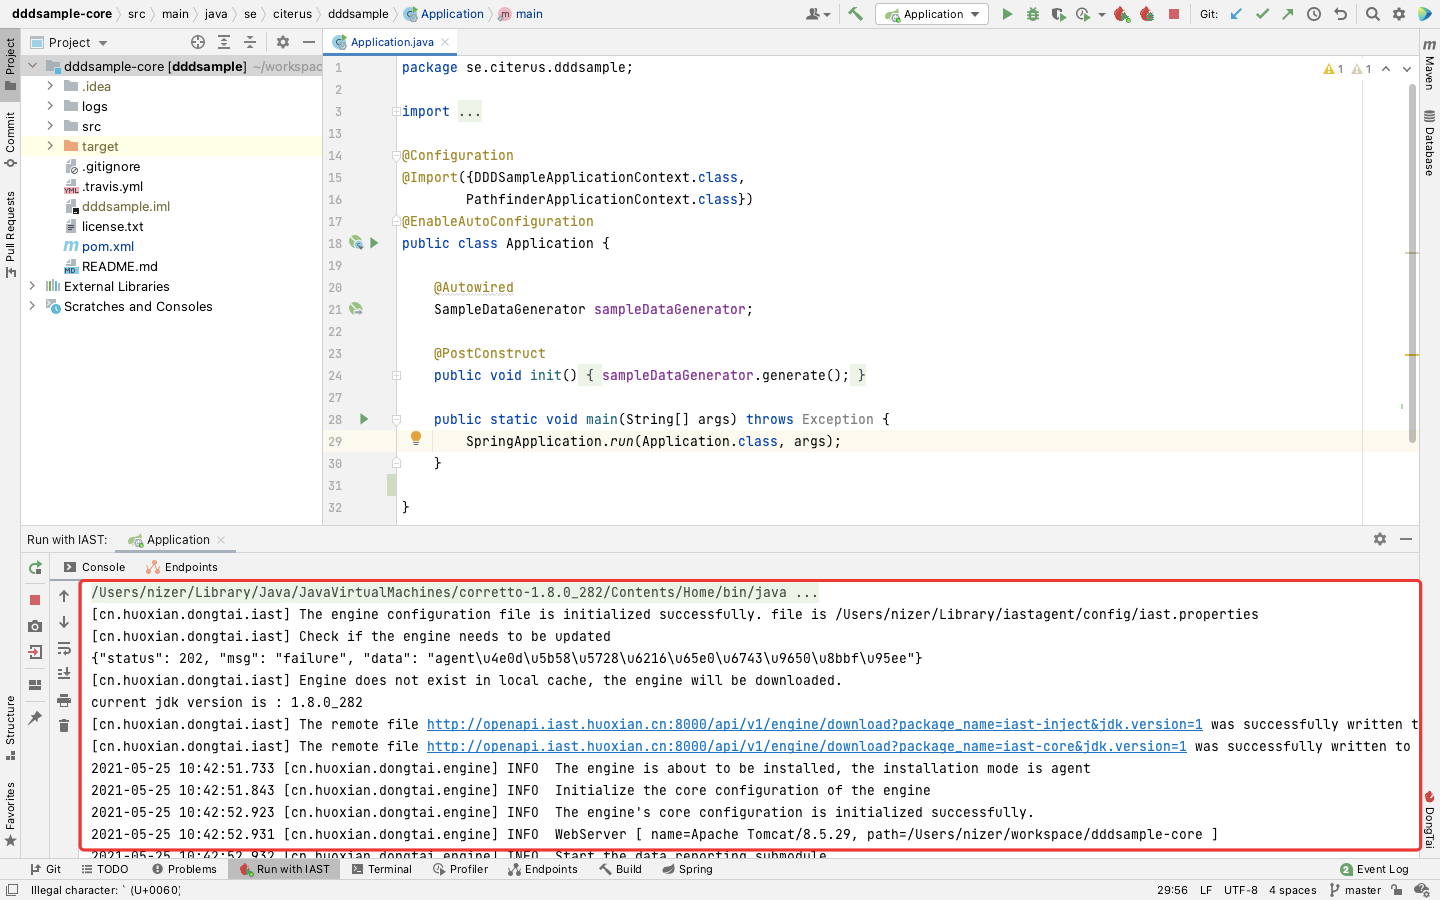 dddsample-core > src > main > java > se > citerus > dddsample > Application > main
Application
Git:
Project
Application.java
Project
Commit
Pull Requests
Structure
Favorites
dddsample-core [dddsample] ~/workspac
.idea
logs
src
target
.gitignore
.travis.yml
dddsample.iml
license.txt
pom.xml
README.md
External Libraries
Scratches and Consoles
1 package se.citerus.dddsample;
2
3 import ...
13
14 @Configuration
15 @Import({DDDSampleApplicationContext.class,
16 PathfinderApplicationContext.class})
17 @EnableAutoConfiguration
18 public class Application {
19
20 @Autowired
21 SampleDataGenerator sampleDataGenerator;
22
23 @PostConstruct
24 public void init() { sampleDataGenerator.generate(); }
27
28 public static void main(String[] args) throws Exception {
29 SpringApplication.run(Application.class, args);
30 }
31
32 }
1 1
Maven
Database
DongTai
Run with IAST: Application
Console Endpoints
/Users/nizer/Library/Java/JavaVirtualMachines/corretto-1.8.0_282/Contents/Home/bin/java ...
[cn.huoxian.dongtai.iast] The engine configuration file is initialized successfully. file is /Users/nizer/Library/iastagent/config/iast.properties
[cn.huoxian.dongtai.iast] Check if the engine needs to be updated
{"status": 202, "msg": "failure", "data": "agent\u4e0d\u5b58\u5728\u6216\u65e0\u6743\u9650\u8bbf\u95ee"}
[cn.huoxian.dongtai.iast] Engine does not exist in local cache, the engine will be downloaded.
current jdk version is : 1.8.0_282
[cn.huoxian.dongtai.iast] The remote file http://openapi.iast.huoxian.cn:8000/api/v1/engine/download?package_name=iast-inject&jdk.version=1 was successfully written t
[cn.huoxian.dongtai.iast] The remote file http://openapi.iast.huoxian.cn:8000/api/v1/engine/download?package_name=iast-core&jdk.version=1 was successfully written to
2021-05-25 10:42:51.733 [cn.huoxian.dongtai.engine] INFO The engine is about to be installed, the installation mode is agent
2021-05-25 10:42:51.843 [cn.huoxian.dongtai.engine] INFO Initialize the core configuration of the engine
2021-05-25 10:42:52.923 [cn.huoxian.dongtai.engine] INFO The engine's core configuration is initialized successfully.
2021-05-25 10:42:52.931 [cn.huoxian.dongtai.engine] INFO WebServer [ name=Apache Tomcat/8.5.29, path=/Users/nizer/workspace/dddsample-core ]
2021-05-25 10:42:52.932 [cn.huoxian.dongtai.engine] INFO Start the data reporting submodule
Git TODO Problems Run with IAST Terminal Profiler Endpoints Build Spring 2 Event Log
Illegal character: ` (U+0060) 29:56 LF UTF-8 4 spaces master